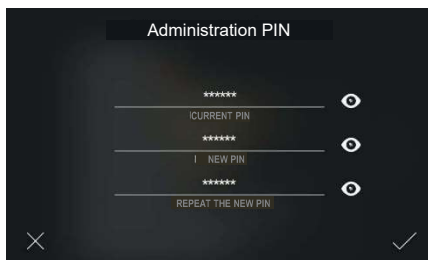 Administration PIN
******
CURRENT PIN
******
NEW PIN
******
REPEAT THE NEW PIN